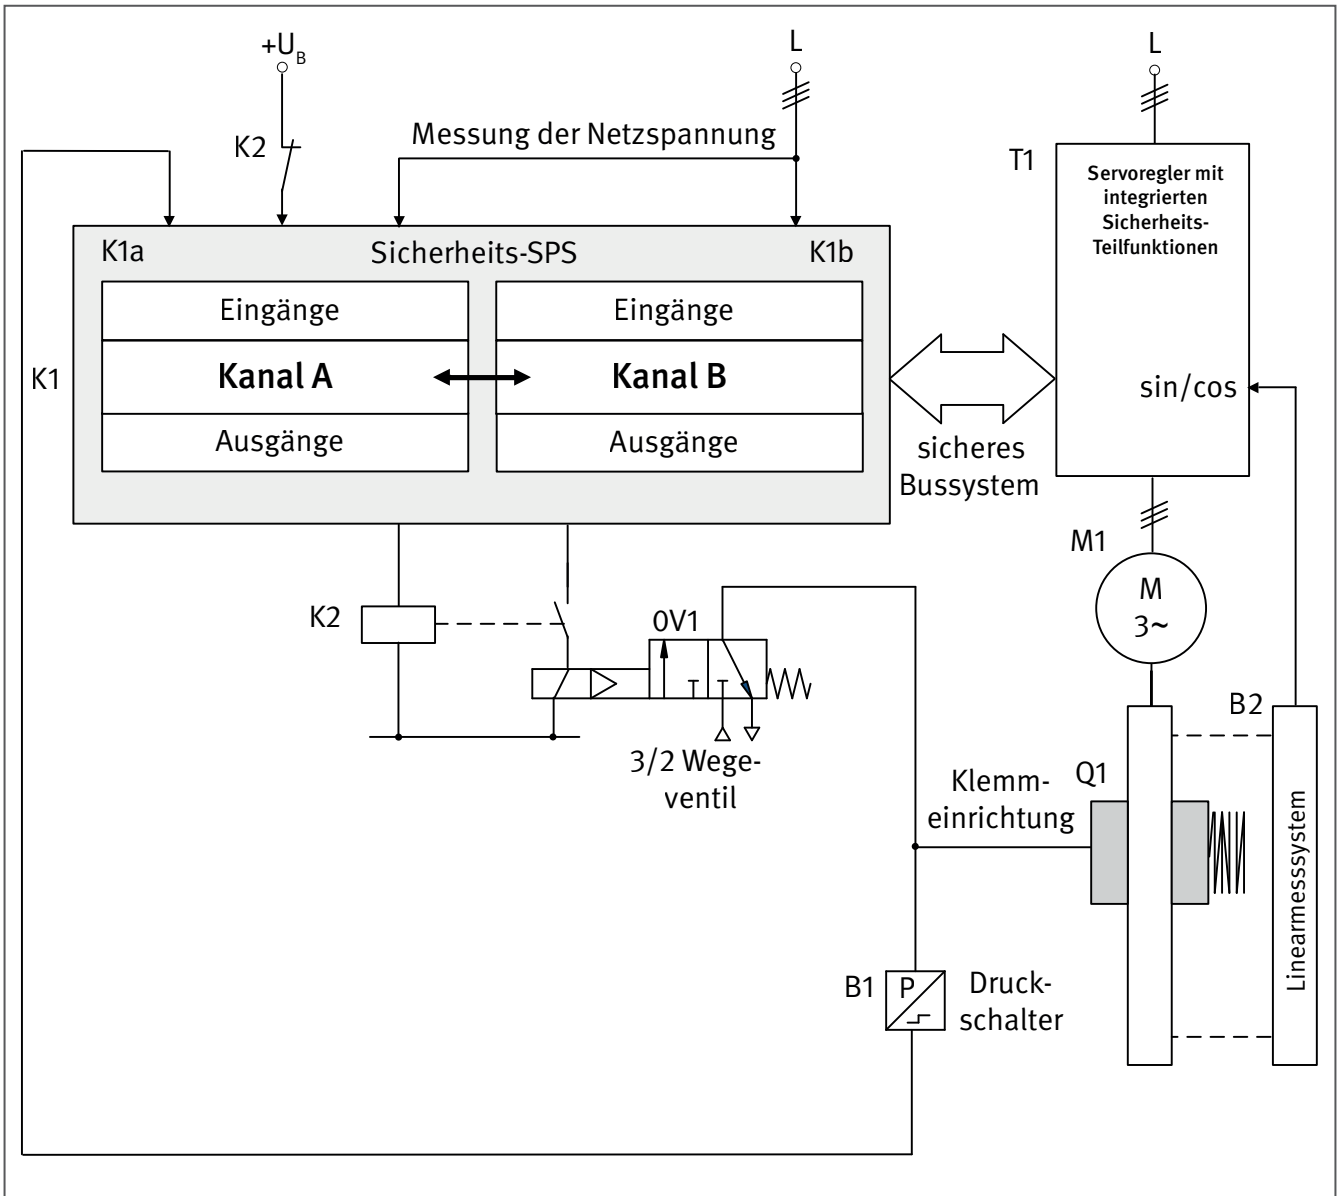 +U_B
L
L
K2
Messung der Netzspannung
T1
Servoregler mit
integrierten
Sicherheits-
Teilfunktionen
K1a
Sicherheits-SPS
K1b
Eingänge
Eingänge
K1
Kanal A
Kanal B
sin/cos
Ausgänge
Ausgänge
sicheres
Bussystem
M1
M
3~
K2
0V1
B2
3/2 Wege-
ventil
Klemm-
einrichtung
Q1
Linearmesssystem
B1
P
Druck-
schalter